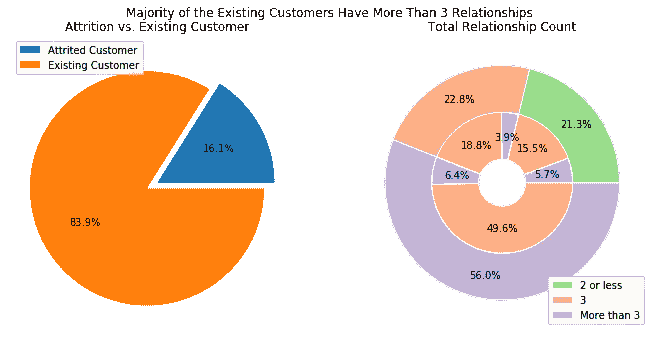 Majority of the Existing Customers Have More Than 3 Relationships
Attrition vs. Existing Customer
Total Relationship Count
Attrited Customer
Existing Customer
16.1%
83.9%
22.8%
21.3%
3.9%
18.8%
15.5%
6.4%
5.7%
49.6%
56.0%
2 or less
3
More than 3